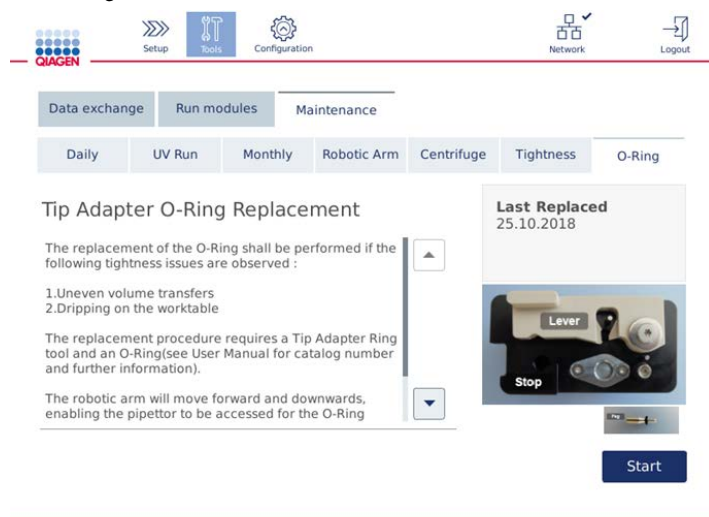 QIAGEN
Setup
Tools
Configuration
Network
Logout
Data exchange
Run modules
Maintenance
Daily
UV Run
Monthly
Robotic Arm
Centrifuge
Tightness
O-Ring
Tip Adapter O-Ring Replacement
The replacement of the O-Ring shall be performed if the
following tightness issues are observed :
1.Uneven volume transfers
2.Dripping on the worktable
The replacement procedure requires a Tip Adapter Ring
tool and an O-Ring(see User Manual for catalog number
and further information).
The robotic arm will move forward and downwards,
enabling the pipettor to be accessed for the O-Ring
Last Replaced
25.10.2018
Lever
Stop
Start